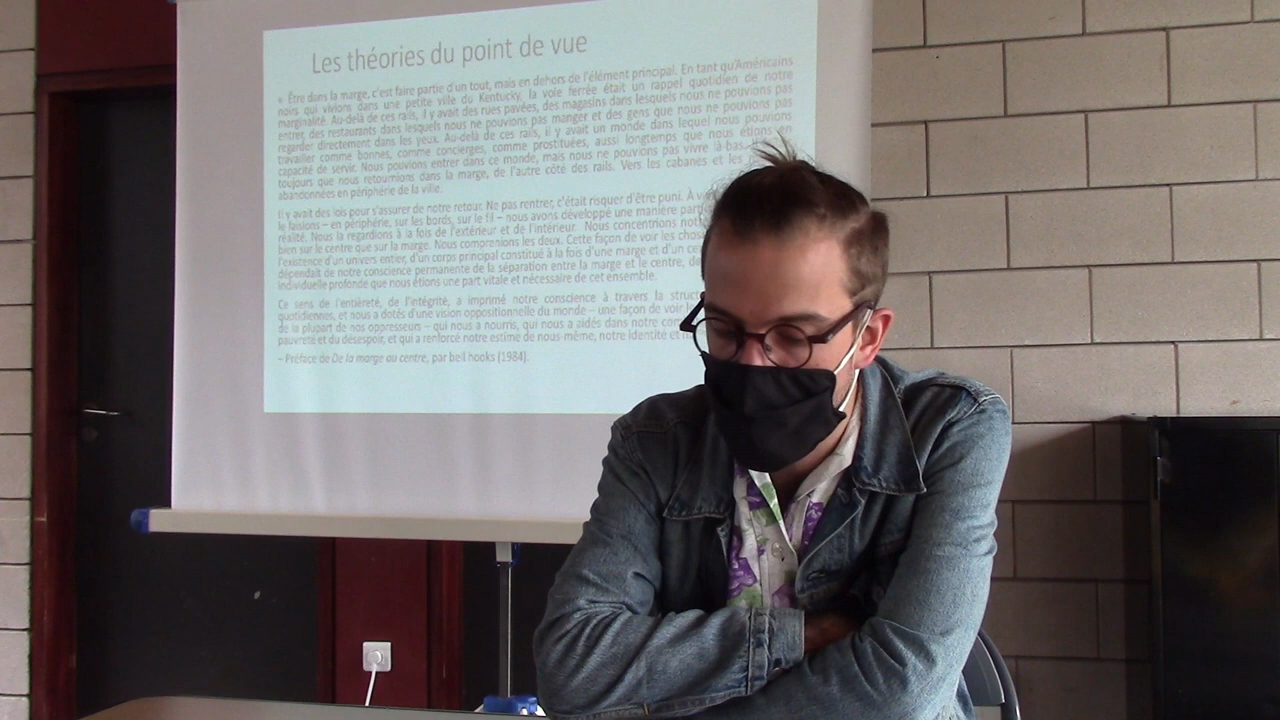 Les théories du point de vue
« Être dans la marge, c'est faire partie d'un tout, mais en dehors de l'élément principal. En tant qu'Américains
noirs qui vivions dans une petite ville du Kentucky, la voie ferrée était un rappel quotidien de notre
marginalité. Au-delà de ces rails, il y avait des rues pavées, des magasins dans lesquels nous ne pouvions pas
entrer, des restaurants dans lesquels nous ne pouvions pas manger et des gens que nous ne pouvions pas
regarder directement dans les yeux. Au-delà de ces rails, il y avait un monde dans lequel nous pouvions
travailler comme bonnes, comme concierges, comme prostituées, aussi longtemps que nous étions en
capacité de servir. Nous pouvions entrer dans ce monde, mais nous ne pouvions pas vivre là-bas.
toujours que nous retournions dans la marge, de l'autre côté des rails. Vers les cabanes et les
abandonnées en périphérie de la ville.
Il y avait des lois pour s'assurer de notre retour. Ne pas rentrer, c'était risquer d'être puni. À
le faisions – en périphérie, sur les bords, sur le fil – nous avons développé une manière
réalité. Nous la regardions à la fois de l'extérieur et de l'intérieur. Nous concentrions
bien sur le centre que sur la marge. Nous comprenions les deux. Cette façon de voir les
l'existence d'un univers entier, d'un corps principal constitué à la fois d'une marge et d'un
dépendait de notre conscience permanente de la séparation entre la marge et le centre,
individuelle profonde que nous étions une part vitale et nécessaire de cet ensemble.
Ce sens de l'entièreté, de l'intégrité, a imprimé notre conscience à travers la
quotidiennes, et nous a dotés d'une vision oppositionnelle du monde – une façon de voir
de la plupart de nos oppresseurs – qui nous a nourris, qui nous a aidés dans notre
pauvreté et du désespoir, et qui a renforcé notre estime de nous-même, notre identité et
– Préface de De la marge au centre, par bell hooks (1984).